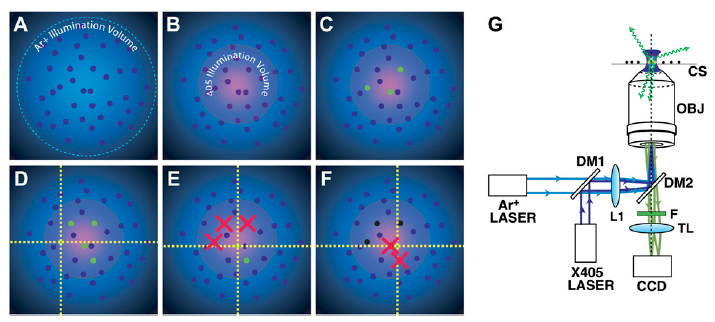 A
Ar+ Illumination Volume
B
405 Illumination Volume
C
D
E
F
G
CS
OBJ
DM1
DM2
Ar+
LASER
L1
F
TL
X405
LASER
CCD